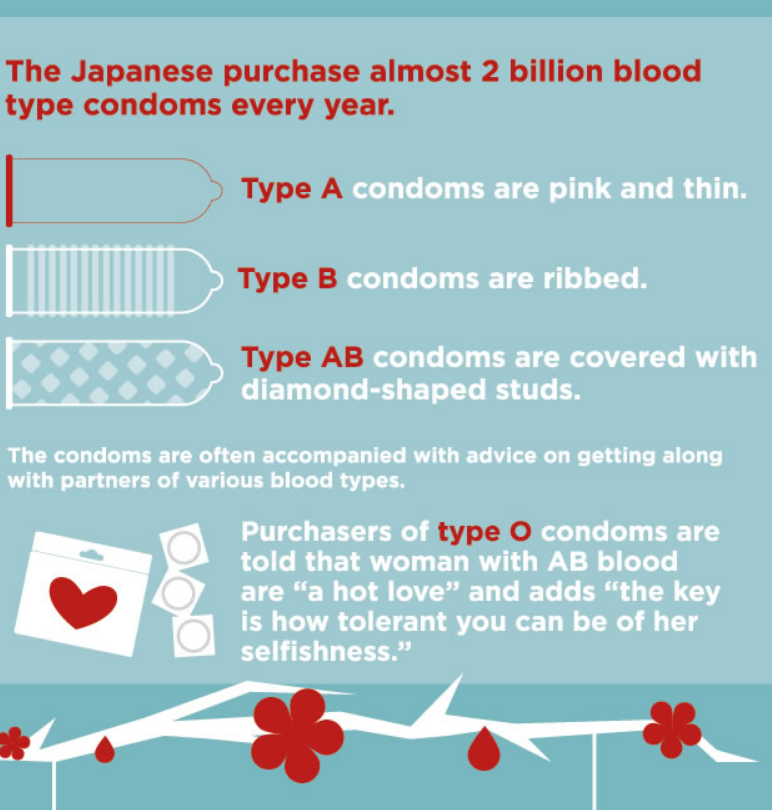 The Japanese purchase almost 2 billion blood
type condoms every year.
Type A condoms are pink and thin.
Type B condoms are ribbed.
Type AB condoms are covered with
diamond-shaped studs.
The condoms are often accompanied with advice on getting along
with partners of various blood types.
Purchasers of type O condoms are
told that woman with AB blood
are “a hot love” and adds “the key
is how tolerant you can be of her
selfishness.”